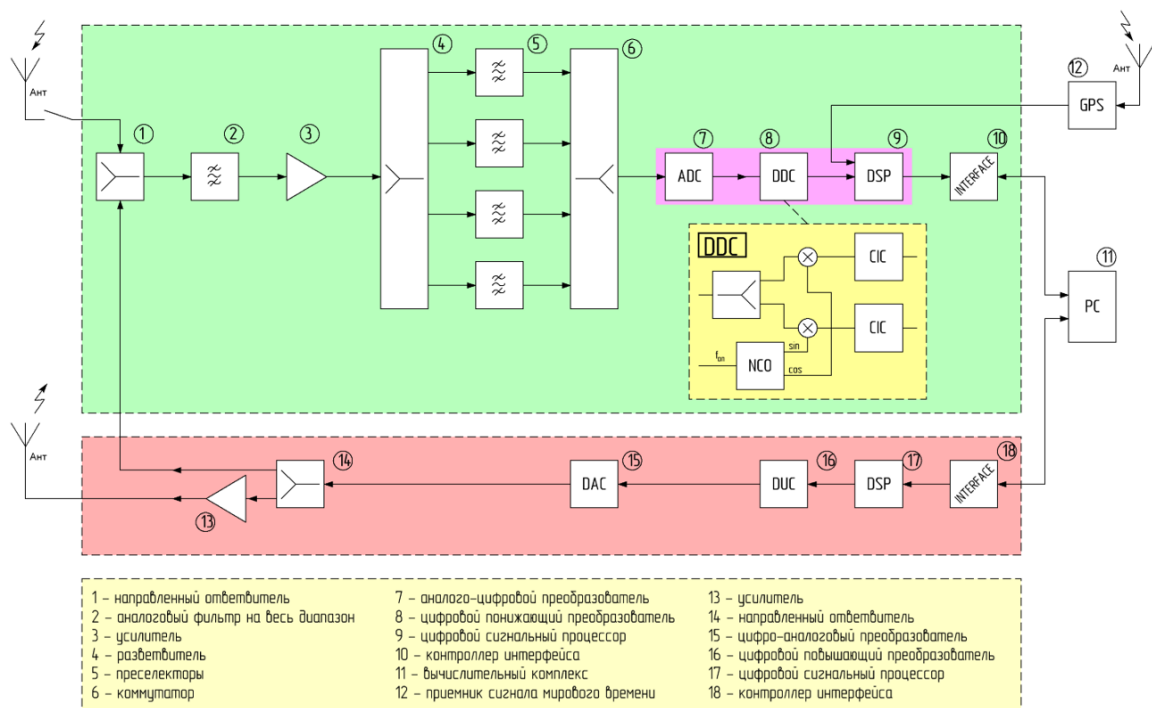 Ант
Ант
1
2
3
4
5
6
7
8
9
10
11
12
GPS
ADC
DDC
DSP
INTERFACE
PC
DDC
CIC
CIC
NCO
sin
cos
fоп
Ант
13
14
15
16
17
18
DAC
DUC
DSP
INTERFACE
1 – направленный ответвитель
2 – аналоговый фильтр на весь диапазон
3 – усилитель
4 – разветвитель
5 – преселекторы
6 – коммутатор
7 – аналого-цифровой преобразователь
8 – цифровой понижающий преобразователь
9 – цифровой сигнальный процессор
10 – контроллер интерфейса
11 – вычислительный комплекс
12 – приемник сигнала мирового времени
13 – усилитель
14 – направленный ответвитель
15 – цифро-аналоговый преобразователь
16 – цифровой повышающий преобразователь
17 – цифровой сигнальный процессор
18 – контроллер интерфейса